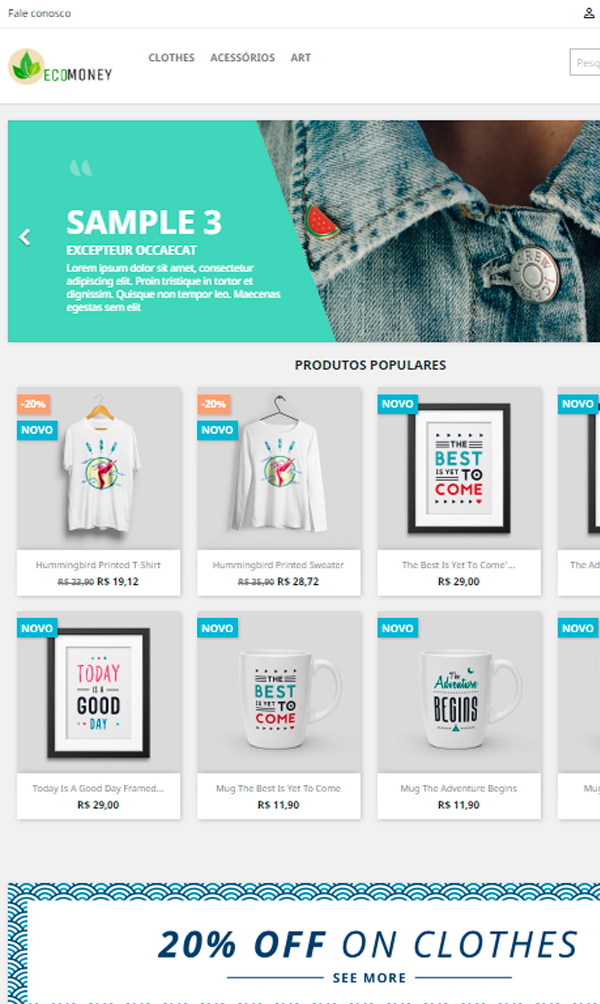 Fale conosco
ECOMONEY
CLOTHES ACESSÓRIOS ART
Pesq
SAMPLE 3
EXCEPTEUR OCCAECAT
Lorem ipsum dolor sit amet, consectetur
adipiscing elit. Proin tristique in tortor et
dignissim. Quisque non tempor leo. Maecenas
egestas sem elit
PRODUTOS POPULARES
-20%
NOVO
-20%
NOVO
NOVO
THE
BEST
IS YET TO
COME
NOVO
Hummingbird Printed T-Shirt
R$ 23,90 R$ 19,12
Hummingbird Printed Sweater
R$ 35,90 R$ 28,72
The Best Is Yet To Come'...
R$ 29,00
The Ad
NOVO
TODAY
IS A
GOOD
DAY
NOVO
THE
BEST
IS YET TO
COME
NOVO
The
Adventure
BEGINS
NOVO
Today Is A Good Day Framed...
R$ 29,00
Mug The Best Is Yet To Come
R$ 11,90
Mug The Adventure Begins
R$ 11,90
Mug
20% OFF ON CLOTHES
SEE MORE